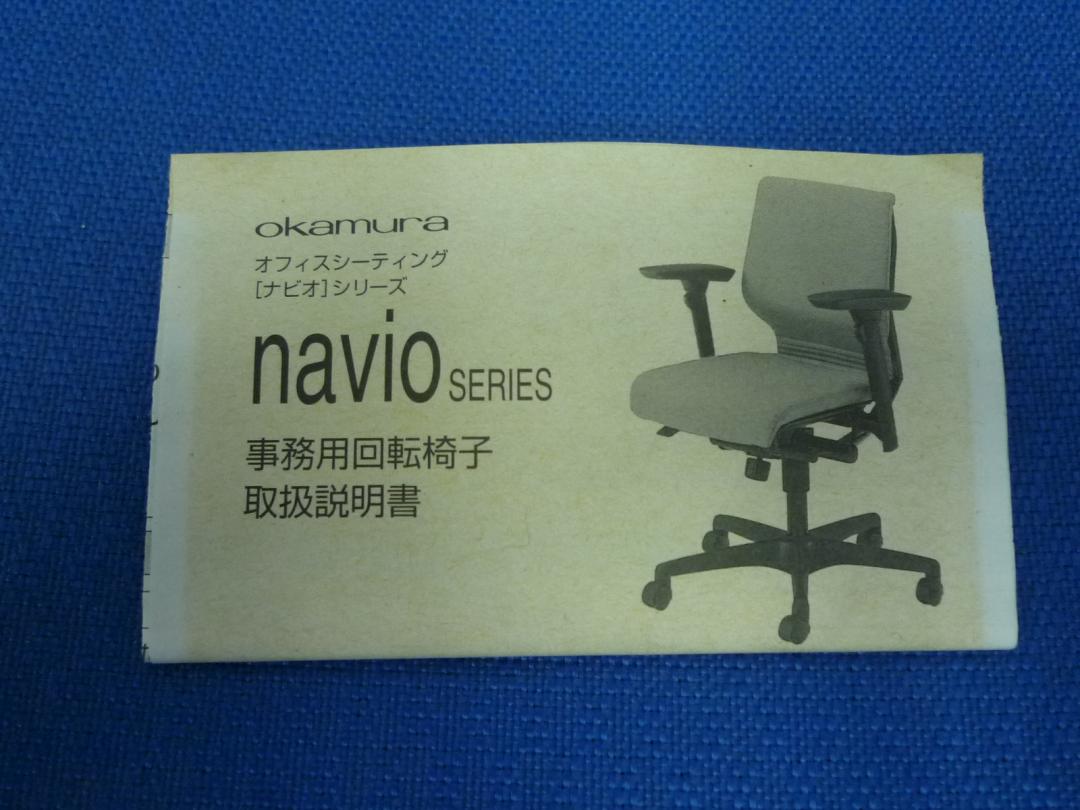 okamura
オフィスシーティング
[ナビオ]シリーズ
navio SERIES
事務用回転椅子
取扱説明書